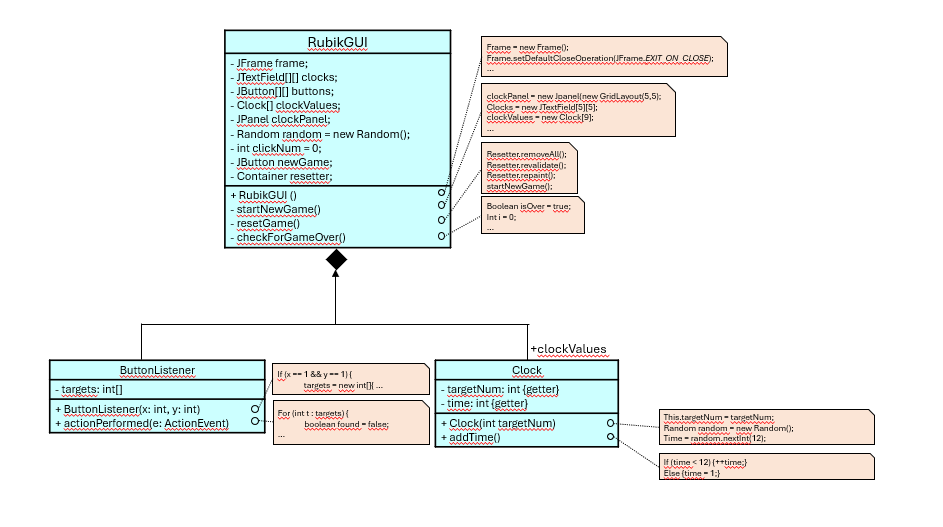 RubikGUI
- JFrame frame;
- JTextField[][] clocks;
- JButton[][] buttons;
- Clock[] clockValues;
- JPanel clockPanel;
- Random random = new Random();
- int clickNum = 0;
- JButton newGame;
- Container resetter;
+ RubikGUI ()
- startNewGame()
- resetGame()
- checkForGameOver()
Frame = new Frame();
Frame.setDefaultCloseOperation(JFrame.EXIT_ON_CLOSE);
...
clockPanel = new Jpanel(new GridLayout(5,5);
Clocks = new JTextField[5][5];
clockValues = new Clock[9];
...
Resetter.removeAll();
Resetter.revalidate();
Resetter.repaint();
startNewGame();
Boolean isOver = true;
Int i = 0;
...
+clockValues
ButtonListener
- targets: int[]
+ ButtonListener(x: int, y: int)
+ actionPerformed(e: ActionEvent)
If (x == 1 && y == 1) {
targets = new int[]{ ...
For (int t : targets) {
boolean found = false;
...
Clock
- targetNum: int {getter}
- time: int {getter}
+ Clock(int targetNum)
+ addTime()
This.targetNum = targetNum;
Random random = new Random();
Time = random.nextInt(12);
If (time < 12) {++time;}
Else {time = 1;}